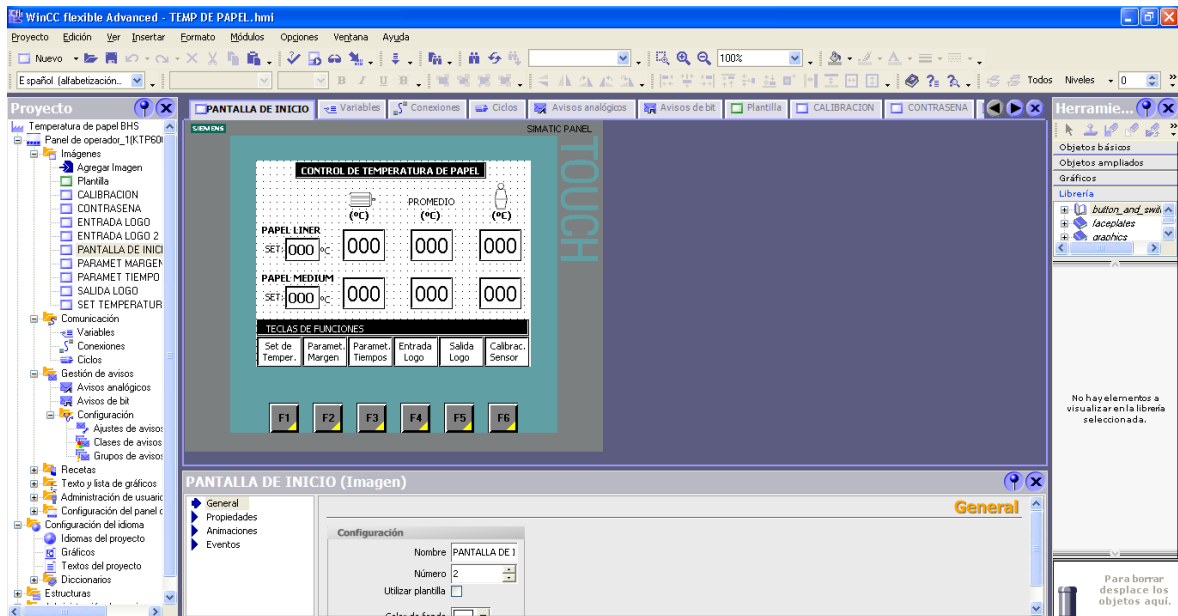 WinCC flexible Advanced - TEMP DE PAPEL.hmi
Proyecto Edición Ver Insertar Formato Módulos Opciones Ventana Ayuda
Nuevo 100%
Español (alfabetización... Todos Niveles 0
Proyecto
Temperatura de papel BHS
Panel de operador_1(KTP60
Imágenes
Agregar Imagen
Plantilla
CALIBRACION
CONTRASENA
ENTRADA LOGO
ENTRADA LOGO 2
PANTALLA DE INICI
PARAMET MARGEN
PARAMET TIEMPO
SALIDA LOGO
SET TEMPERATUR
Comunicación
Variables
Conexiones
Ciclos
Gestión de avisos
Avisos analógicos
Avisos de bit
Configuración
Ajustes de avisos
Clases de avisos
Grupos de avisos
Recetas
Texto y lista de gráficos
Administración de usuario
Configuración del panel d
Configuración del idioma
Idiomas del proyecto
Gráficos
Textos del proyecto
Diccionarios
Estructuras
PANTALLA DE INICIO Variables Conexiones Ciclos Avisos analógicos Avisos de bit Plantilla CALIBRACION CONTRASENA
SIEMENS SIMATIC PANEL
TOUCH
CONTROL DE TEMPERATURA DE PAPEL
PROMEDIO
(ºC) (ºC) (ºC)
PAPEL LINER
SET: 000 ºC 000 000 000
PAPEL MEDIUM
SET: 000 ºC 000 000 000
TECLAS DE FUNCIONES
Set de Paramet. Paramet. Entrada Salida Calibrac.
Temper. Margen Tiempos Logo Logo Sensor
F1 F2 F3 F4 F5 F6
PANTALLA DE INICIO (Imagen)
General
Propiedades
Animaciones
Eventos
General
Configuración
Nombre PANTALLA DE I
Número 2
Utilizar plantilla
Color de fondo
Herramie...
Objetos básicos
Objetos ampliados
Gráficos
Librería
button_and_swit
faceplates
graphics
No hay elementos a
visualizar en la librería
seleccionada.
Para borrar
desplace los
objetos aquí.